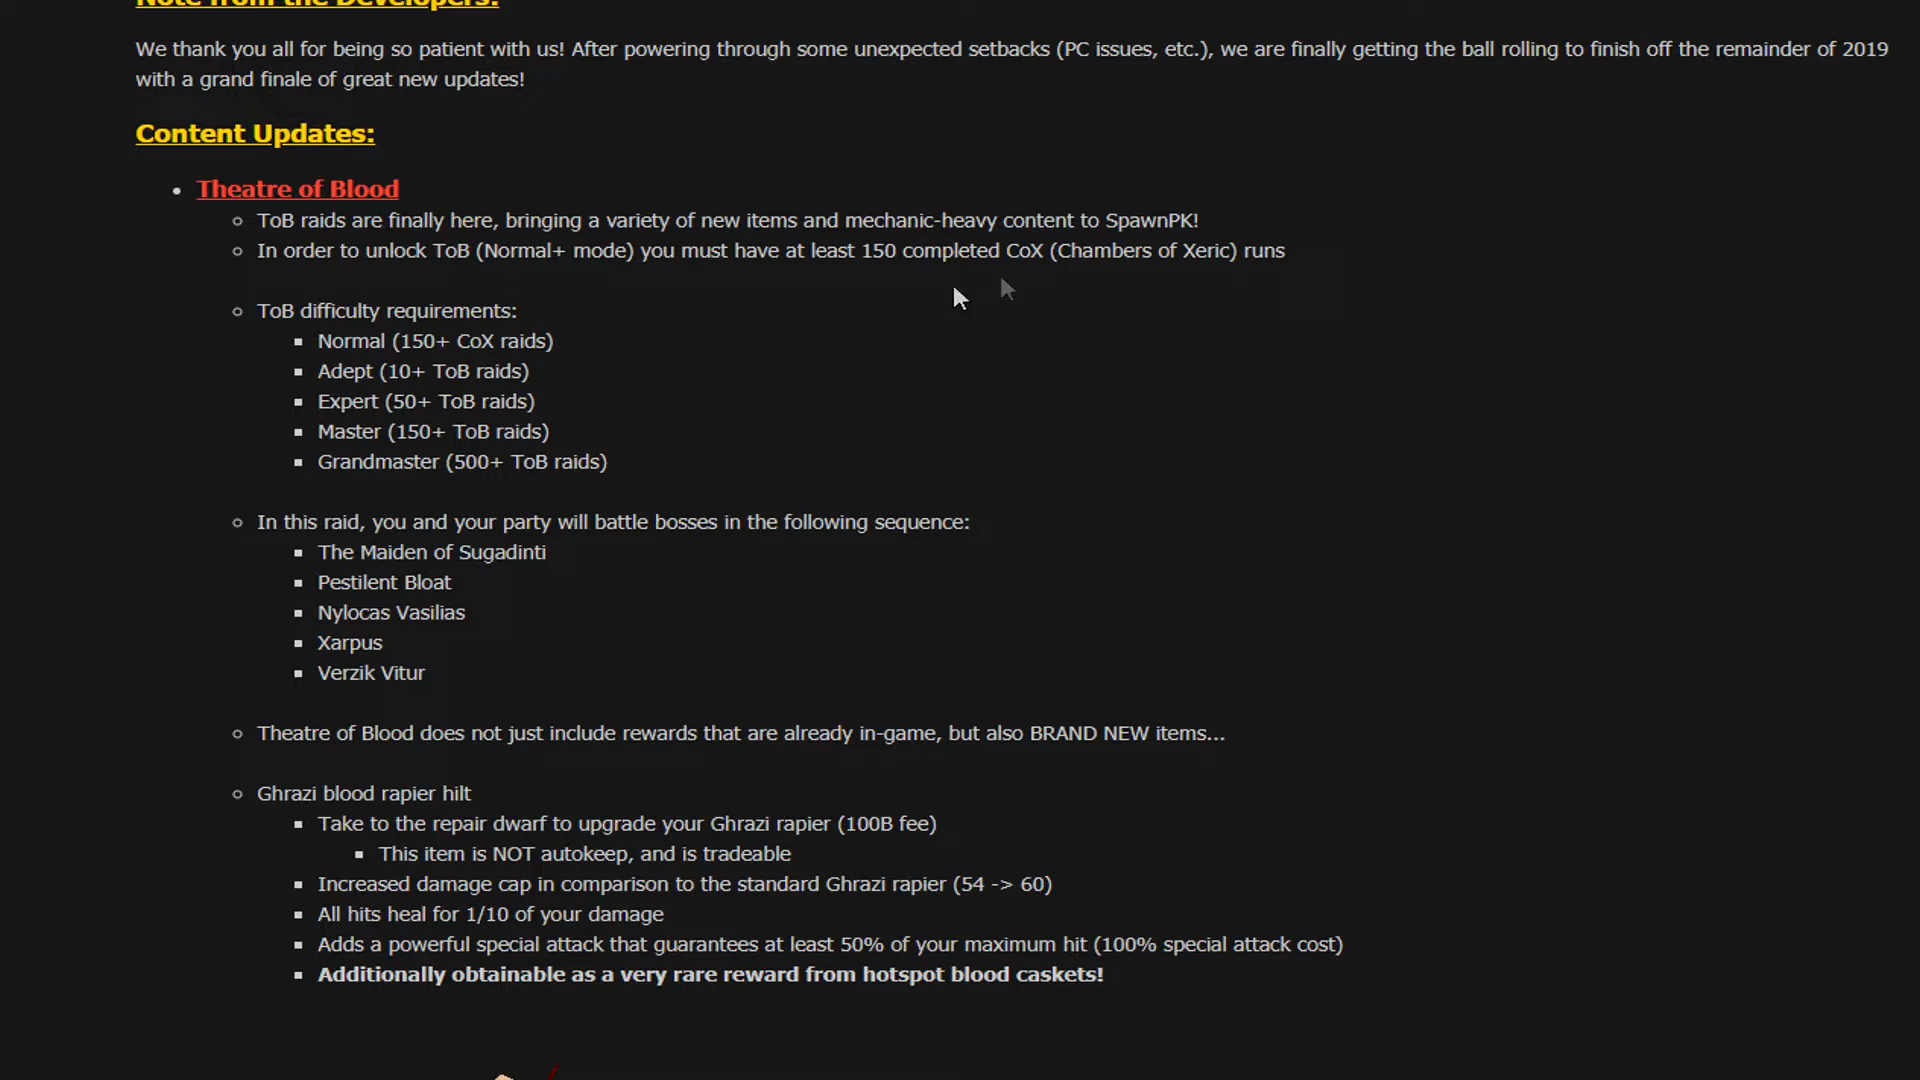 Note from the Developers:
We thank you all for being so patient with us! After powering through some unexpected setbacks (PC issues, etc.), we are finally getting the ball rolling to finish off the remainder of 2019
with a grand finale of great new updates!
Content Updates:
Theatre of Blood
ToB raids are finally here, bringing a variety of new items and mechanic-heavy content to SpawnPK!
In order to unlock ToB (Normal+ mode) you must have at least 150 completed CoX (Chambers of Xeric) runs
ToB difficulty requirements:
Normal (150+ CoX raids)
Adept (10+ ToB raids)
Expert (50+ ToB raids)
Master (150+ ToB raids)
Grandmaster (500+ ToB raids)
In this raid, you and your party will battle bosses in the following sequence:
The Maiden of Sugadinti
Pestilent Bloat
Nylocas Vasilias
Xarpus
Verzik Vitur
Theatre of Blood does not just include rewards that are already in-game, but also BRAND NEW items...
Ghrazi blood rapier hilt
Take to the repair dwarf to upgrade your Ghrazi rapier (100B fee)
This item is NOT autokeep, and is tradeable
Increased damage cap in comparison to the standard Ghrazi rapier (54 -> 60)
All hits heal for 1/10 of your damage
Adds a powerful special attack that guarantees at least 50% of your maximum hit (100% special attack cost)
Additionally obtainable as a very rare reward from hotspot blood caskets!